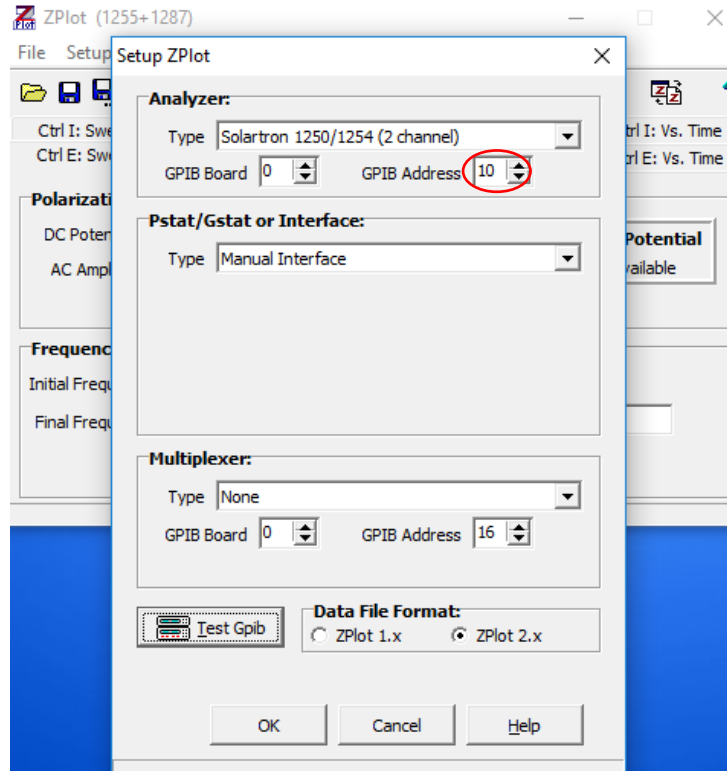 ZPlot (1255+1287)
File Setup
Setup ZPlot
Ctrl I: Swe
trl I: Vs. Time
Ctrl E: Swe
trl E: Vs. Time
Polarizati
DC Poten
AC Ampl
Potential
vailable
Frequenc
Initial Frequ
Final Frequ
Analyzer:
Type Solartron 1250/1254 (2 channel)
GPIB Board 0 GPIB Address 10
Pstat/Gstat or Interface:
Type Manual Interface
Multiplexer:
Type None
GPIB Board 0 GPIB Address 16
Test Gpib
Data File Format:
ZPlot 1.x ZPlot 2.x
OK Cancel Help